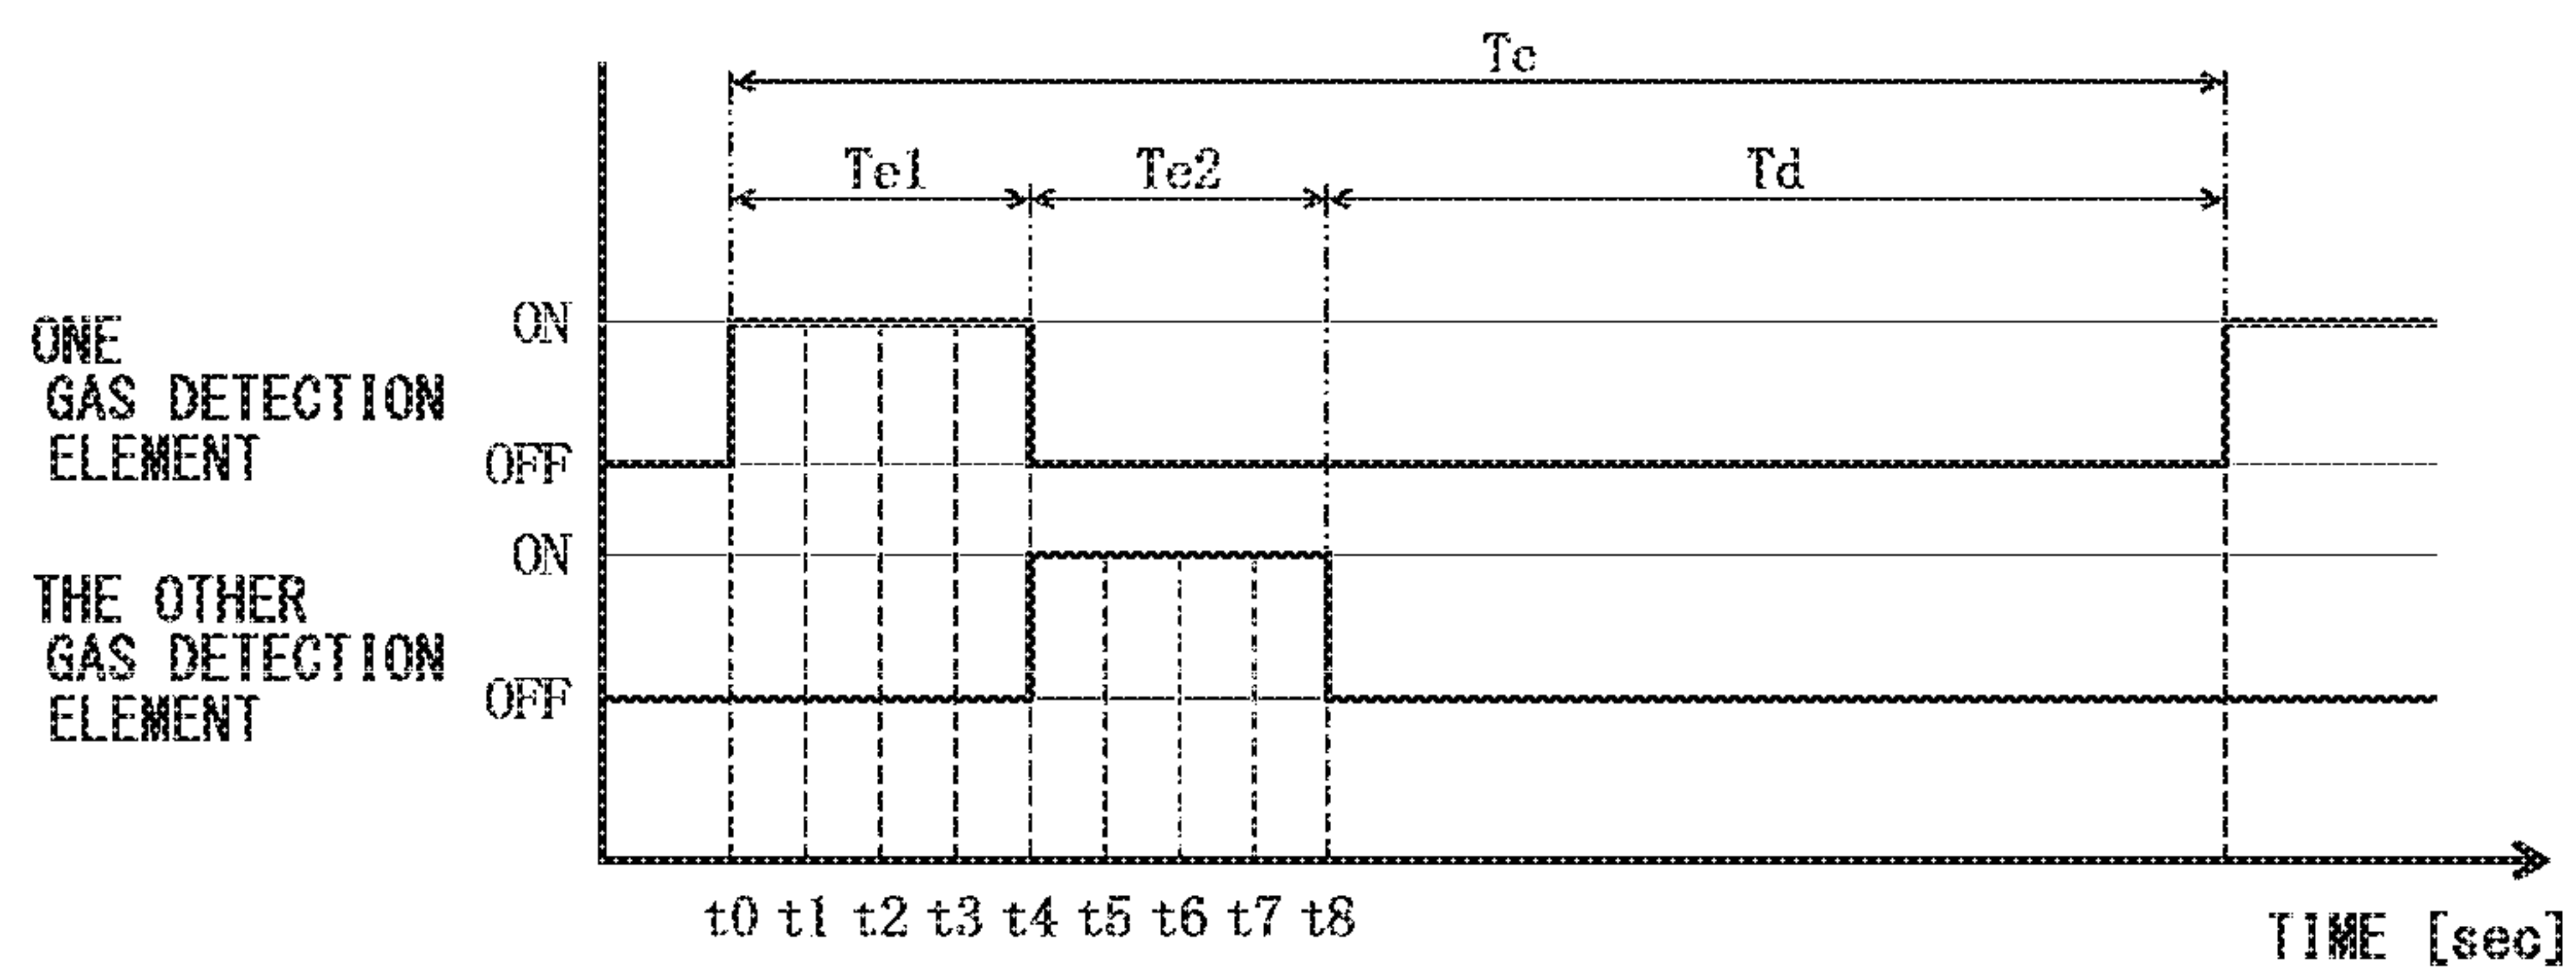 Tc
Te1 Te2 Td
ONE
GAS DETECTION
ELEMENT
ON
OFF
THE OTHER
GAS DETECTION
ELEMENT
ON
OFF
t0 t1 t2 t3 t4 t5 t6 t7 t8
TIME [sec]